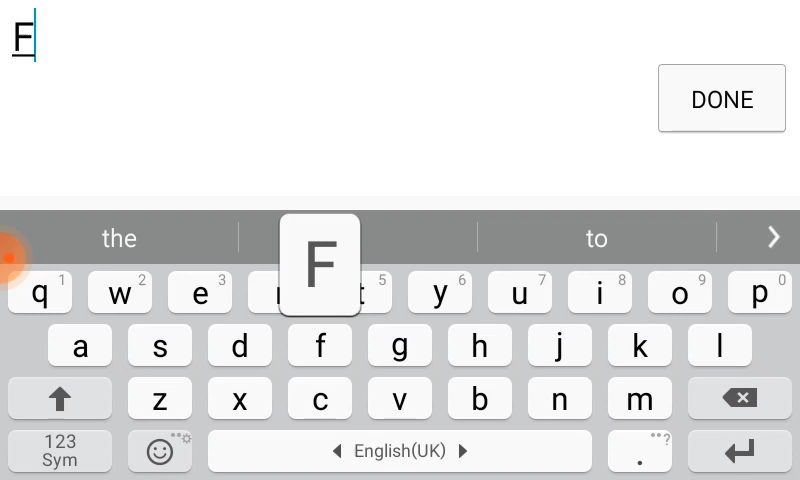 F
DONE
the
to
F
q 1 w 2 e 3 t 5 y 6 u 7 i 8 o 9 p 0
a s d f g h j k l
z x c v b n m
123
Sym
English(UK)
. ?